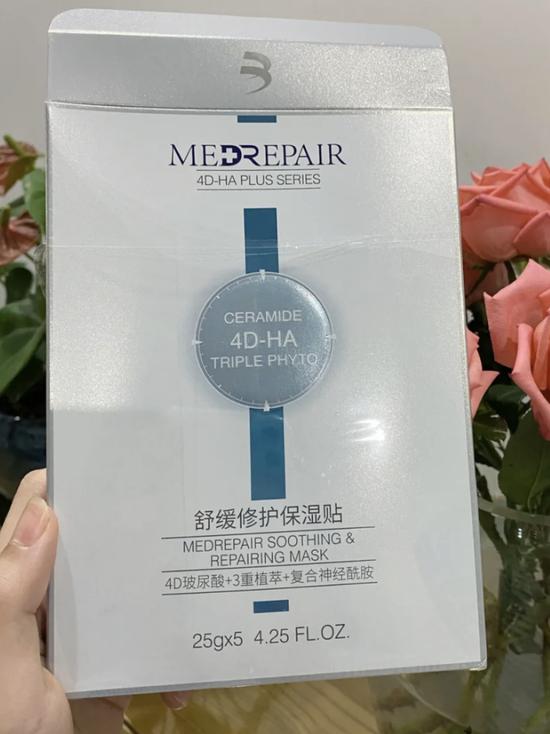 MEDREPAIR
4D-HA PLUS SERIES
CERAMIDE
4D-HA
TRIPLE PHYTO
舒缓修护保湿贴
MEDREPAIR SOOTHING &
REPAIRING MASK
4D玻尿酸+3重植萃+复合神经酰胺
25gx5 4.25 FL.OZ.